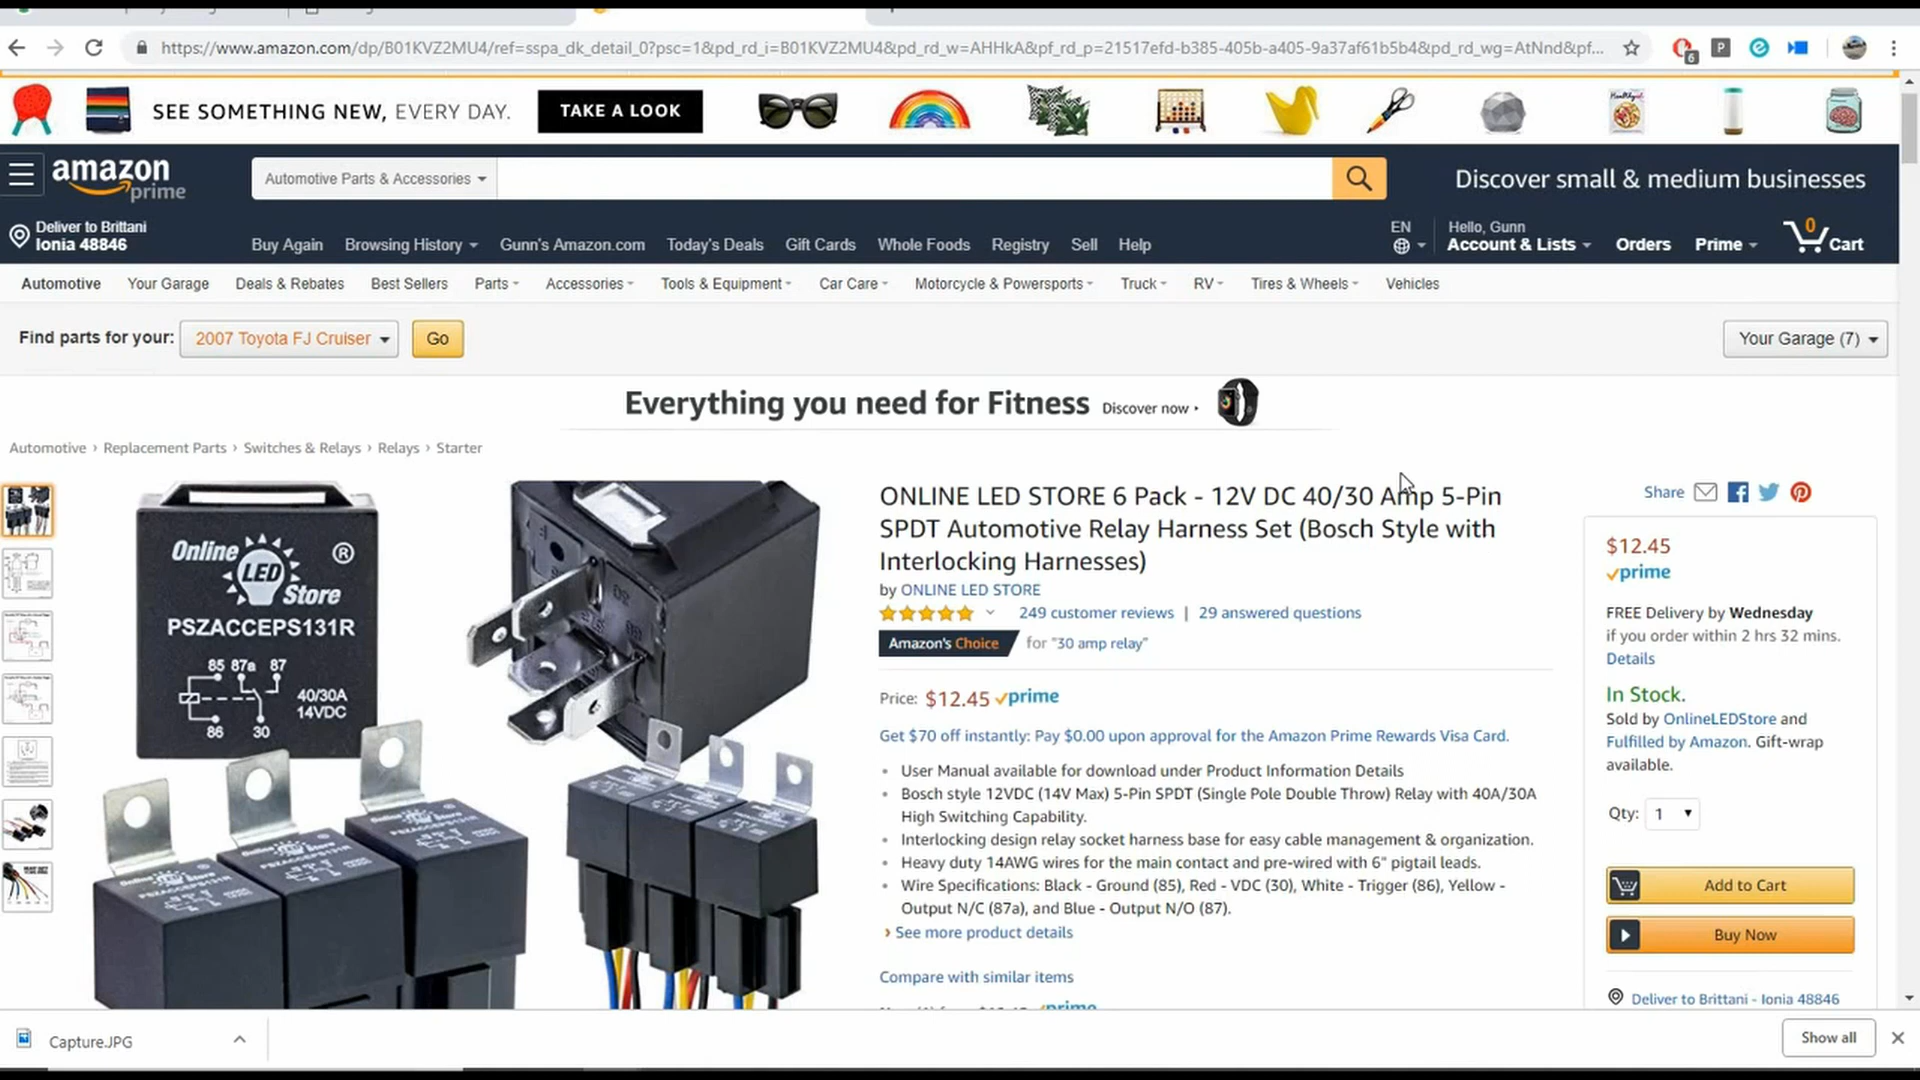 https://www.amazon.com/dp/B01KVZ2MU4/ref=sspa_dk_detail_0?psc=1&pd_rd_i=B01KVZ2MU4&pd_rd_w=AHHkA&pf_rd_p=21517efd-b385-405b-a405-9a37af61b5b4&pd_rd_wg=AtNnd&pf...
6
P
SEE SOMETHING NEW, EVERY DAY.
TAKE A LOOK
amazon
prime
Automotive Parts & Accessories
Discover small & medium businesses
Deliver to Brittani
Ionia 48846
Buy Again
Browsing History
Gunn's Amazon.com
Today's Deals
Gift Cards
Whole Foods
Registry
Sell
Help
EN
Hello, Gunn
Account & Lists
Orders
Prime
0
Cart
Automotive
Your Garage
Deals & Rebates
Best Sellers
Parts
Accessories
Tools & Equipment
Car Care
Motorcycle & Powersports
Truck
RV
Tires & Wheels
Vehicles
Find parts for your:
2007 Toyota FJ Cruiser
Go
Your Garage (7)
Everything you need for Fitness
Discover now ›
Automotive › Replacement Parts › Switches & Relays › Relays › Starter
Online
LED
Store
®
PSZACCEPS131R
85 87a 87
40/30A
14VDC
86 30
ONLINE LED STORE 6 Pack - 12V DC 40/30 Amp 5-Pin
SPDT Automotive Relay Harness Set (Bosch Style with
Interlocking Harnesses)
by ONLINE LED STORE
249 customer reviews | 29 answered questions
Amazon's Choice for "30 amp relay"
Price: $12.45 prime
Get $70 off instantly: Pay $0.00 upon approval for the Amazon Prime Rewards Visa Card.
• User Manual available for download under Product Information Details
• Bosch style 12VDC (14V Max) 5-Pin SPDT (Single Pole Double Throw) Relay with 40A/30A
High Switching Capability.
• Interlocking design relay socket harness base for easy cable management & organization.
• Heavy duty 14AWG wires for the main contact and pre-wired with 6" pigtail leads.
• Wire Specifications: Black - Ground (85), Red - VDC (30), White - Trigger (86), Yellow -
Output N/C (87a), and Blue - Output N/O (87).
› See more product details
Compare with similar items
Share
$12.45
prime
FREE Delivery by Wednesday
if you order within 2 hrs 32 mins.
Details
In Stock.
Sold by OnlineLEDStore and
Fulfilled by Amazon. Gift-wrap
available.
Qty: 1
Add to Cart
Buy Now
Deliver to Brittani - Ionia 48846
Capture.JPG
Show all